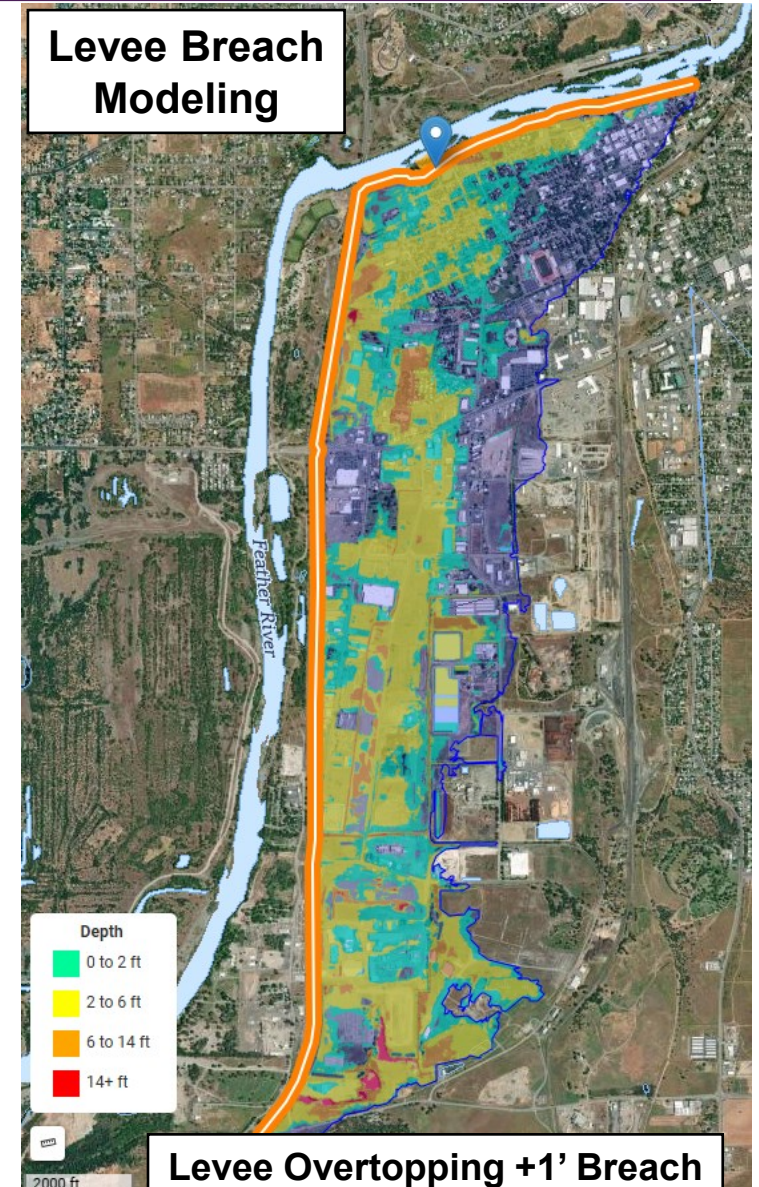 Levee Breach
Modeling
Feather River
Depth
0 to 2 ft
2 to 6 ft
6 to 14 ft
14+ ft
2000 ft
Levee Overtopping +1’ Breach